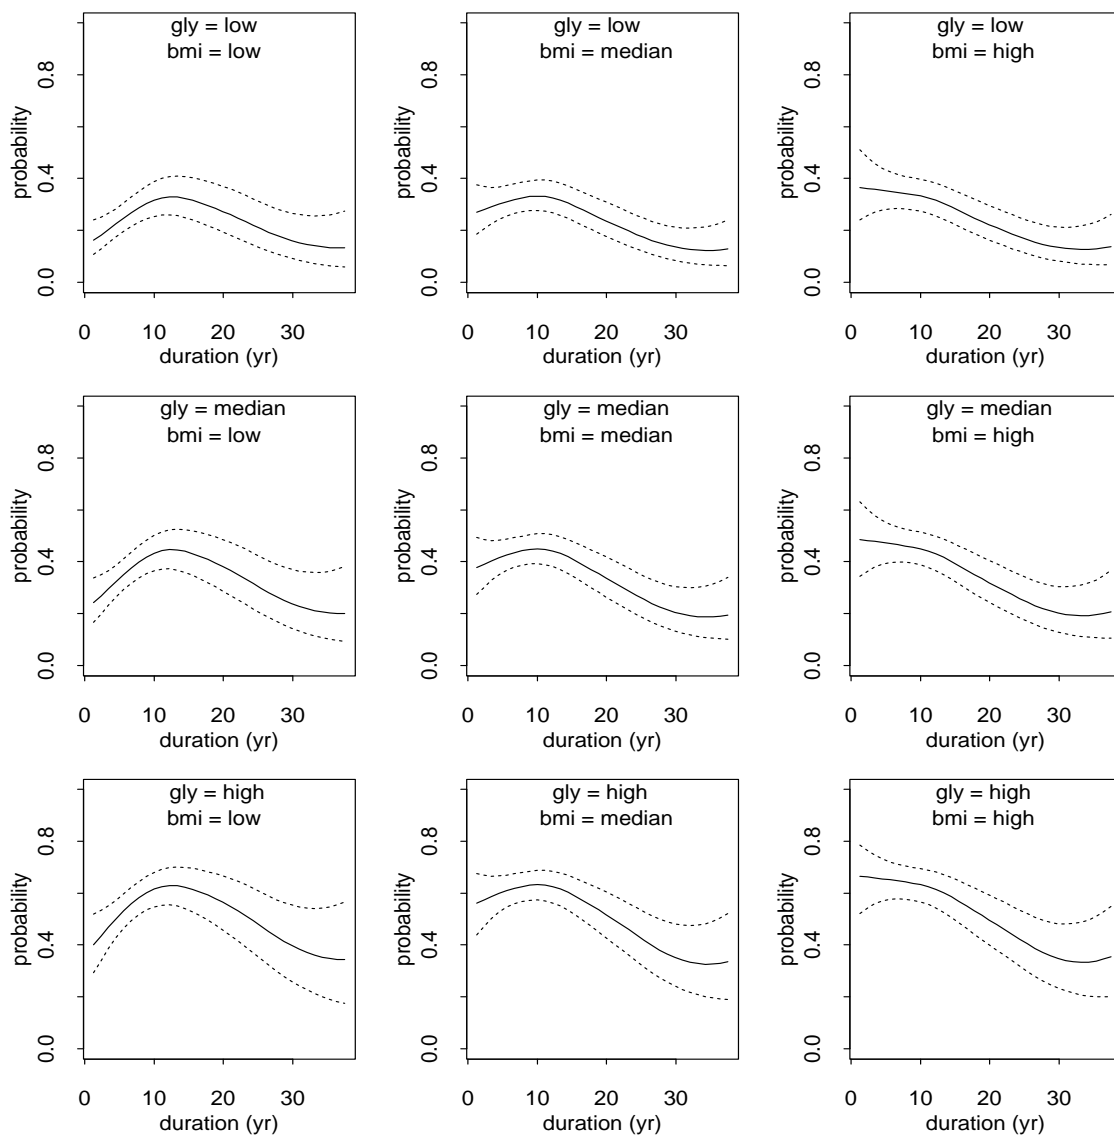 gly = low
bmi = low
probability
0.0 0.4 0.8
0 10 20 30
duration (yr)
gly = low
bmi = median
probability
0.0 0.4 0.8
0 10 20 30
duration (yr)
gly = low
bmi = high
probability
0.0 0.4 0.8
0 10 20 30
duration (yr)
gly = median
bmi = low
probability
0.0 0.4 0.8
0 10 20 30
duration (yr)
gly = median
bmi = median
probability
0.0 0.4 0.8
0 10 20 30
duration (yr)
gly = median
bmi = high
probability
0.0 0.4 0.8
0 10 20 30
duration (yr)
gly = high
bmi = low
probability
0.0 0.4 0.8
0 10 20 30
duration (yr)
gly = high
bmi = median
probability
0.0 0.4 0.8
0 10 20 30
duration (yr)
gly = high
bmi = high
probability
0.0 0.4 0.8
0 10 20 30
duration (yr)